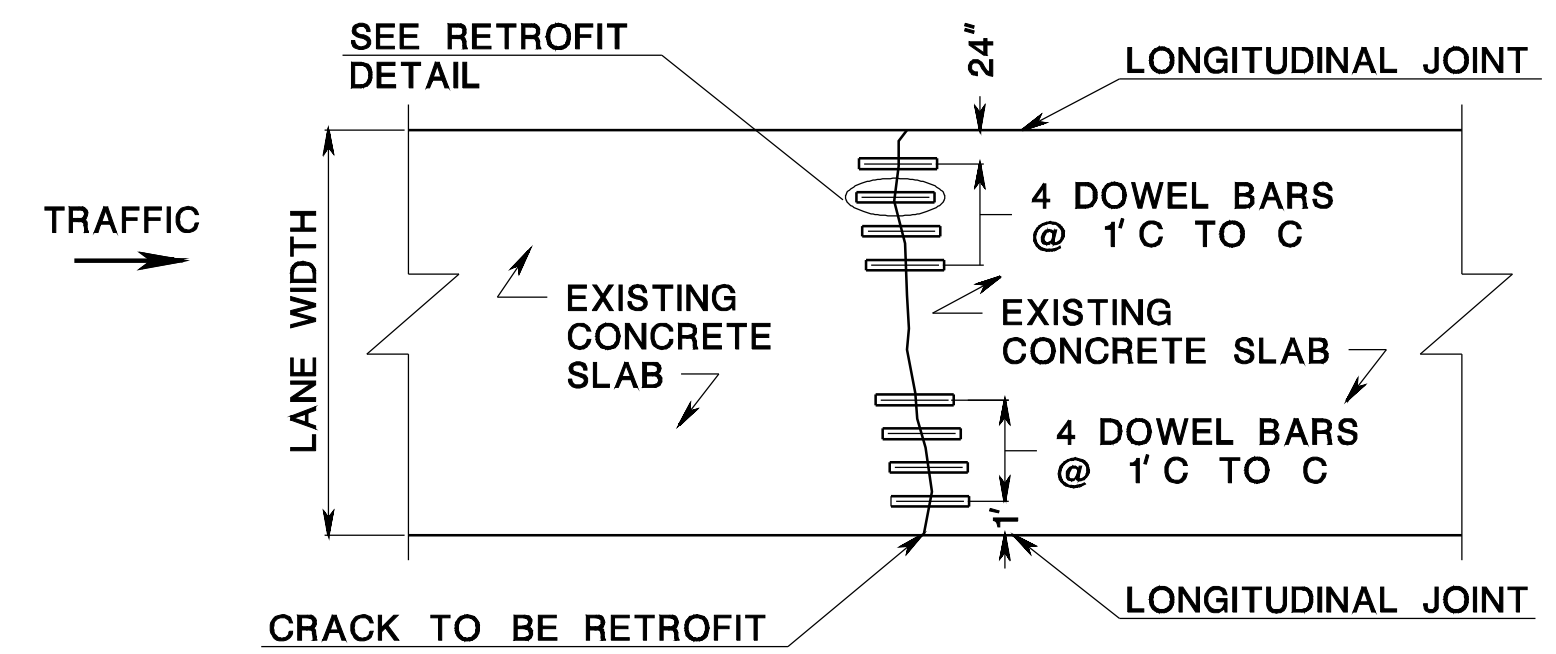 SEE RETROFIT
DETAIL
24"
LONGITUDINAL JOINT
4 DOWEL BARS
@ 1' C TO C
TRAFFIC
LANE WIDTH
EXISTING
CONCRETE
SLAB
EXISTING
CONCRETE SLAB
4 DOWEL BARS
@ 1' C TO C
1'
LONGITUDINAL JOINT
CRACK TO BE RETROFIT